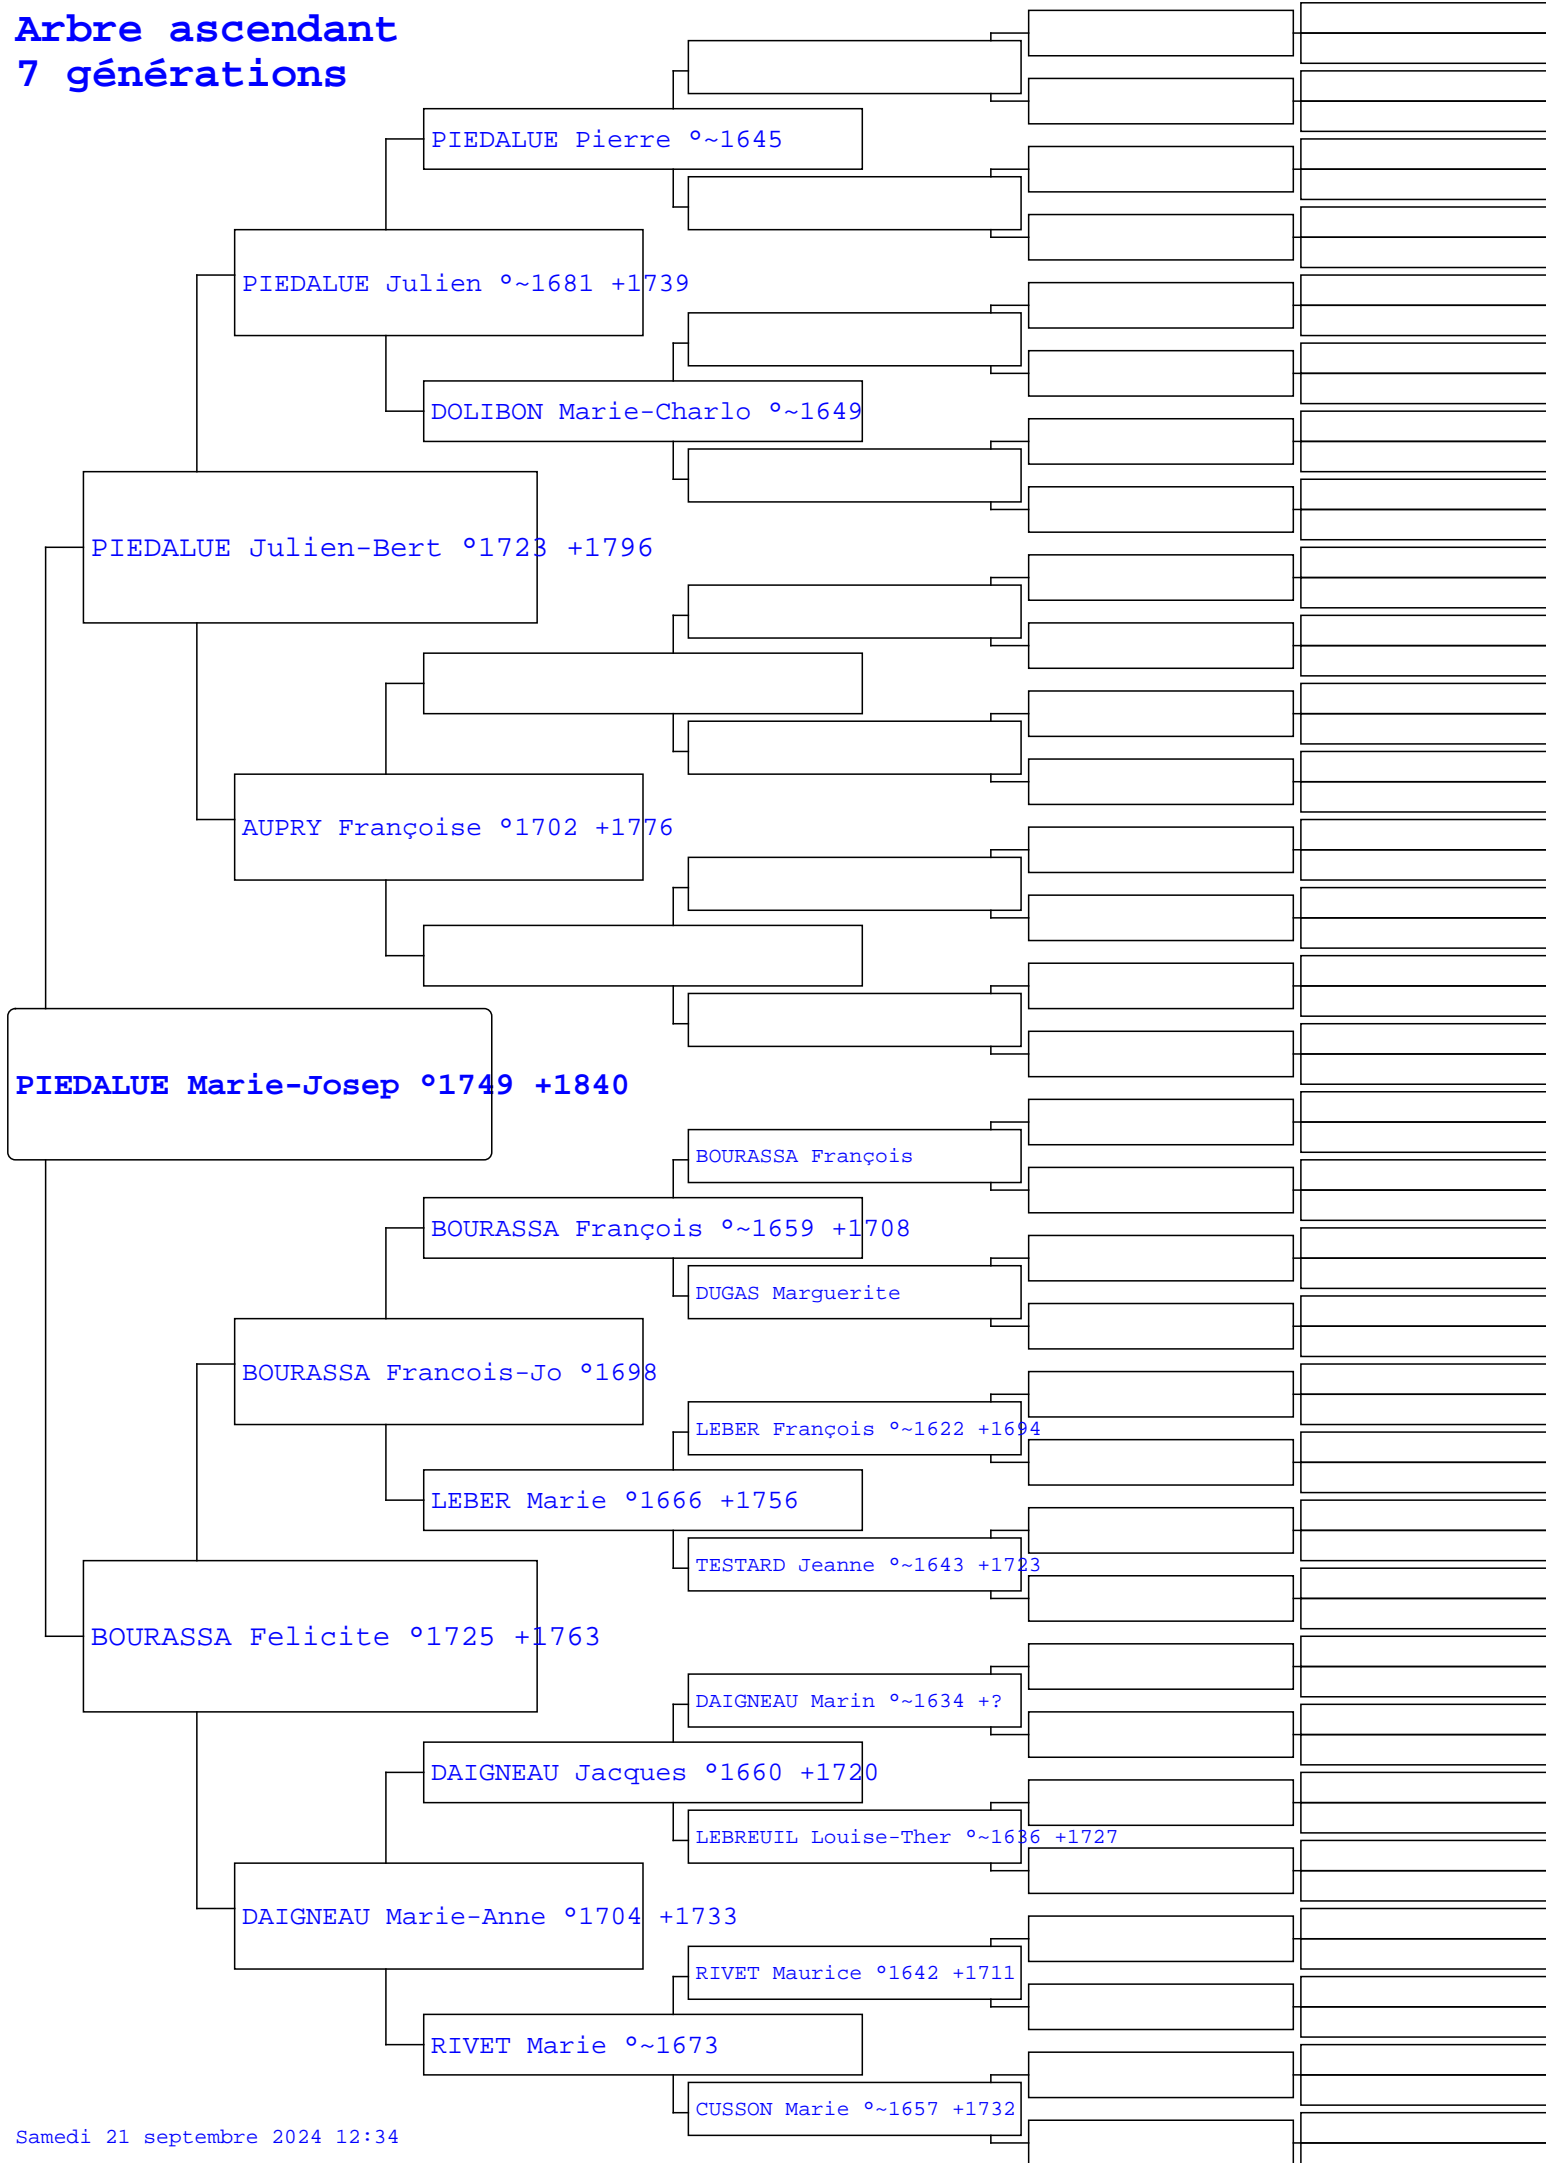 Arbre ascendant
7 générations
PIEDALUE Pierre °~1645
PIEDALUE Julien °~1681 +1739
DOLIBON Marie-Charlo °~1649
PIEDALUE Julien-Bert °1723 +1796
AUPRY Françoise °1702 +1776
PIEDALUE Marie-Josep °1749 +1840
BOURASSA François
BOURASSA François °~1659 +1708
DUGAS Marguerite
BOURASSA Francois-Jo °1698
LEBER François °~1622 +1694
LEBER Marie °1666 +1756
TESTARD Jeanne °~1643 +1723
BOURASSA Felicite °1725 +1763
DAIGNEAU Marin °~1634 +?
DAIGNEAU Jacques °1660 +1720
LEBREUIL Louise-Ther °~1636 +1727
DAIGNEAU Marie-Anne °1704 +1733
RIVET Maurice °1642 +1711
RIVET Marie °~1673
CUSSON Marie °~1657 +1732
Samedi 21 septembre 2024 12:34